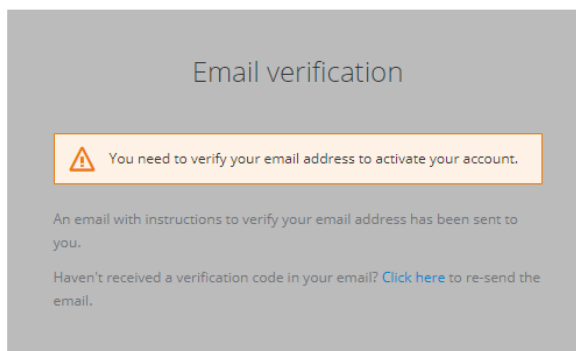 Email verification
You need to verify your email address to activate your account.
An email with instructions to verify your email address has been sent to
you.
Haven't received a verification code in your email? Click here to re-send the
email.